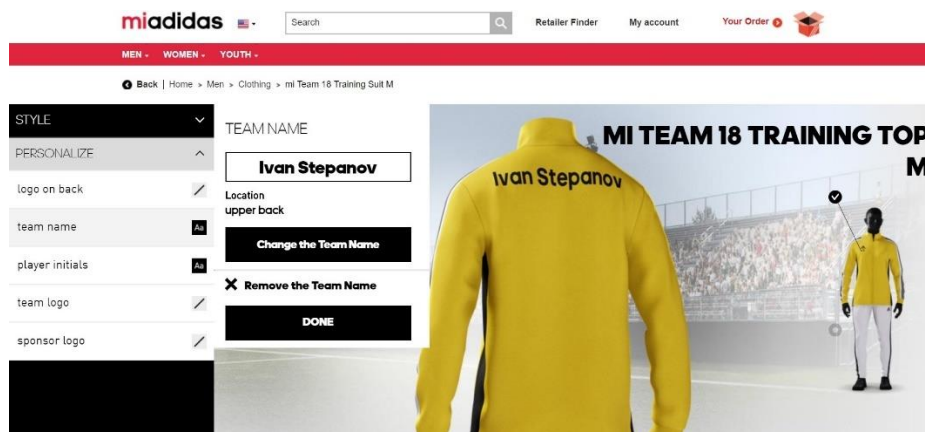 miadidas
Search
Retailer Finder
My account
Your Order
MEN
WOMEN
YOUTH
Back | Home > Men > Clothing > mi Team 18 Training Suit M
STYLE
PERSONALIZE
logo on back
team name
Aa
player initials
Aa
team logo
sponsor logo
TEAM NAME
Ivan Stepanov
Location
upper back
Change the Team Name
Remove the Team Name
DONE
Ivan Stepanov
MI TEAM 18 TRAINING TOP
M